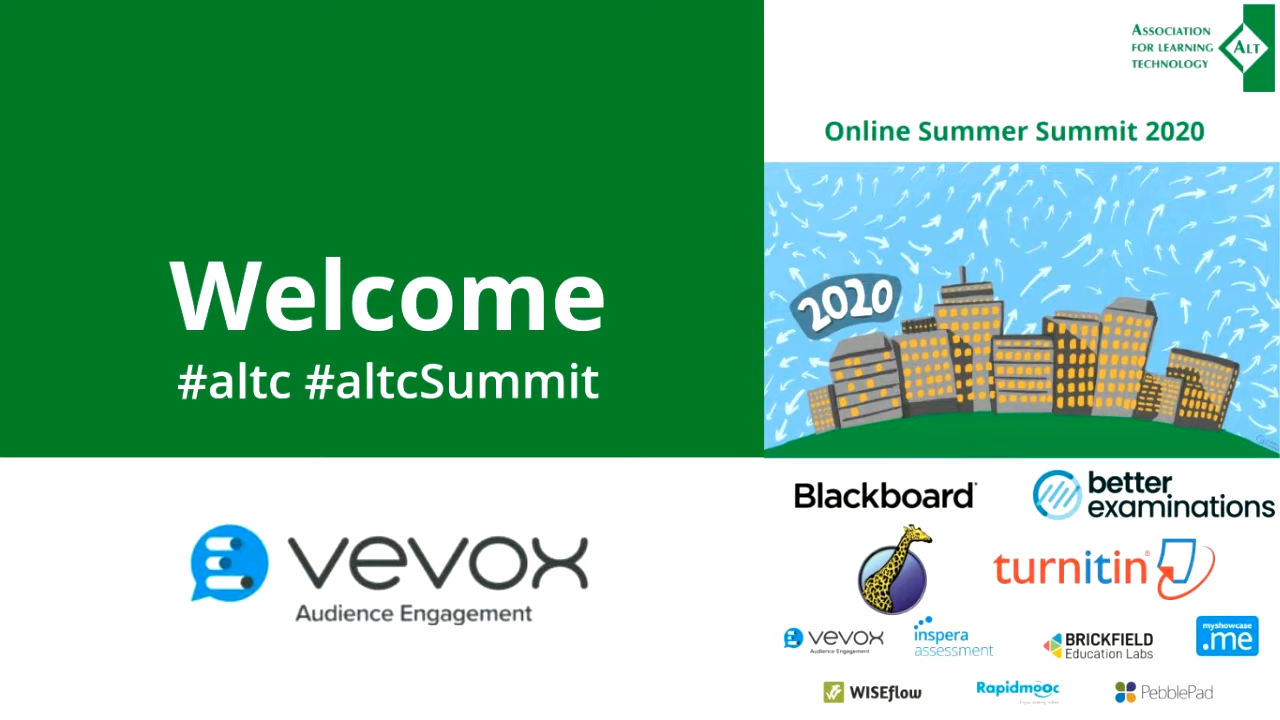 Welcome
#altc #altcSummit
vevox
Audience Engagement
ASSOCIATION
FOR LEARNING
TECHNOLOGY
ALT
Online Summer Summit 2020
2020
Blackboard
better
examinations
turnitin
vevox
Audience Engagement
inspera
assessment
BRICKFIELD
Education Labs
myshowcase
.me
WISEflow
Rapidmooc
PebblePad